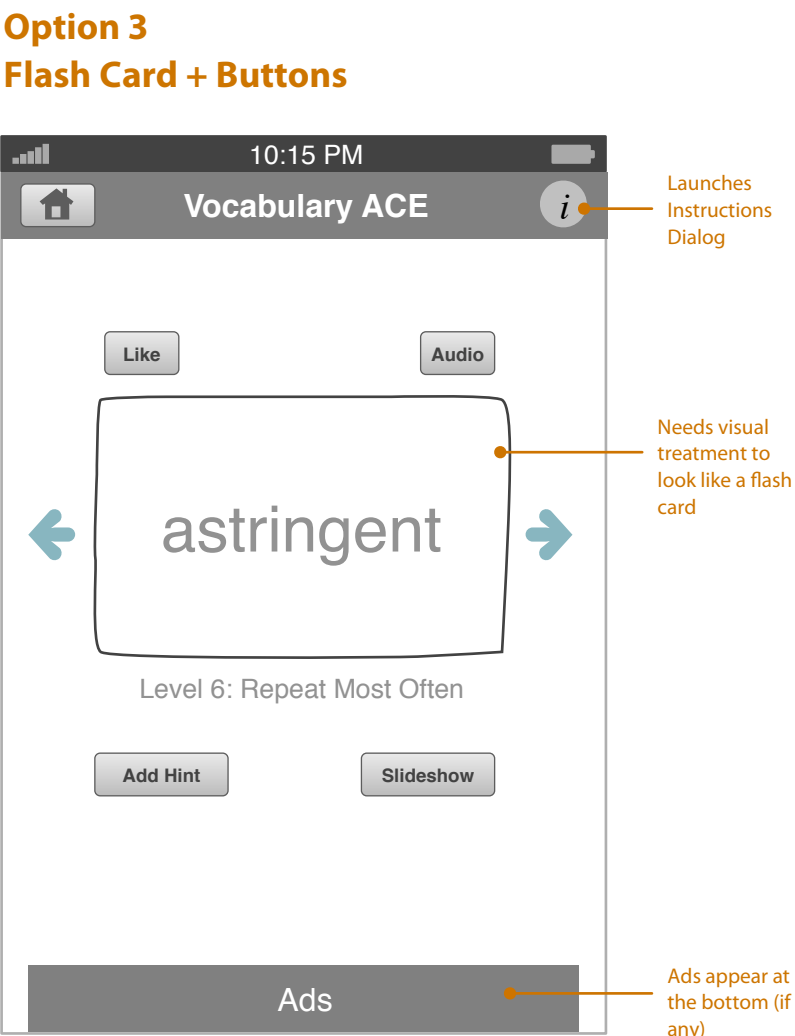 Option 3
Flash Card + Buttons
10:15 PM
Vocabulary ACE
i
Launches
Instructions
Dialog
Like
Audio
Needs visual
treatment to
look like a flash
card
astringent
Level 6: Repeat Most Often
Add Hint
Slideshow
Ads
Ads appear at
the bottom (if
any)